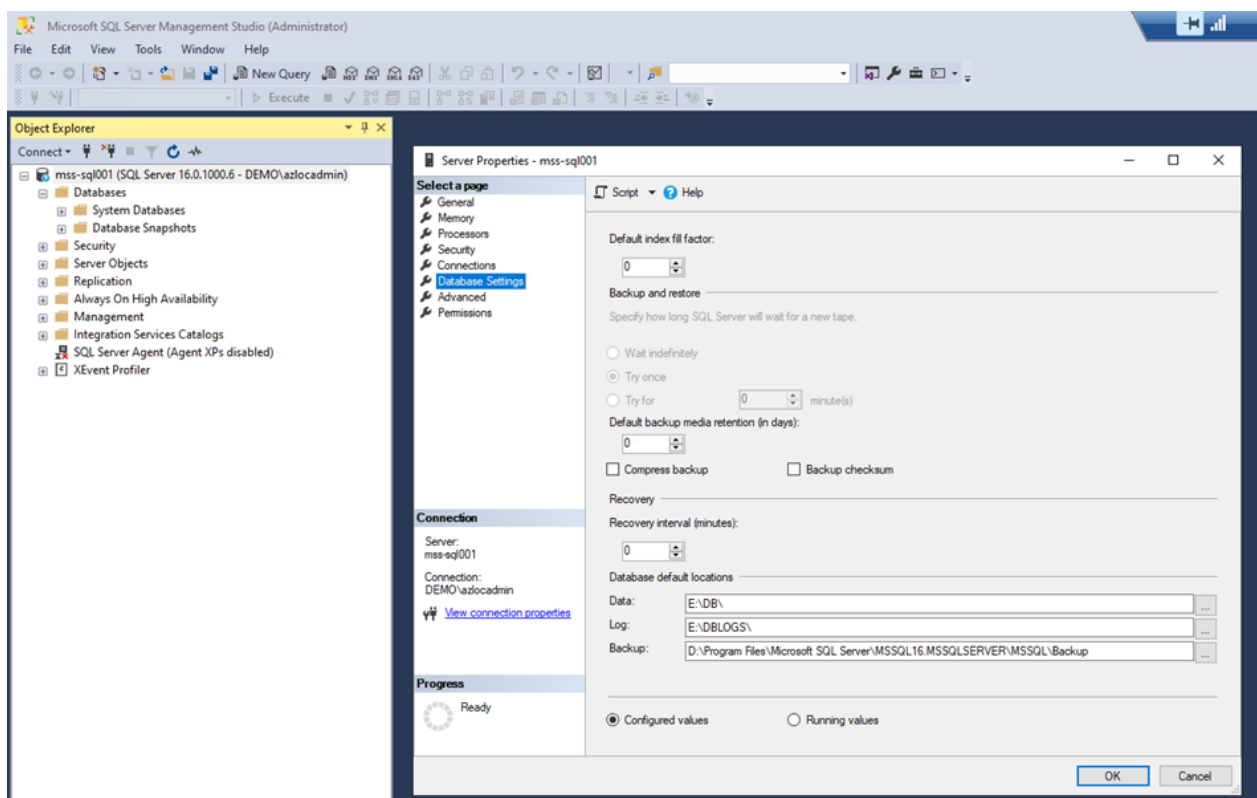 Microsoft SQL Server Management Studio (Administrator)
File Edit View Tools Window Help
New Query
Execute
Object Explorer
Connect
mss-sql001 (SQL Server 16.0.1000.6 - DEMO\azlocadmin)
Databases
System Databases
Database Snapshots
Security
Server Objects
Replication
Always On High Availability
Management
Integration Services Catalogs
SQL Server Agent (Agent XPs disabled)
XEvent Profiler
Server Properties - mss-sql001
Select a page
General
Memory
Processors
Security
Connections
Database Settings
Advanced
Permissions
Connection
Server:
mss-sql001
Connection:
DEMO\azlocadmin
View connection properties
Progress
Ready
Script Help
Default index fill factor:
0
Backup and restore
Specify how long SQL Server will wait for a new tape.
Wait indefinitely
Try once
Try for 0 minute(s)
Default backup media retention (in days):
0
Compress backup Backup checksum
Recovery
Recovery interval (minutes):
0
Database default locations
Data: E:\DB\ ...
Log: E:\DBLOGS\ ...
Backup: D:\Program Files\Microsoft SQL Server\MSSQL16.MSSQLSERVER\MSSQL\Backup ...
Configured values Running values
OK Cancel